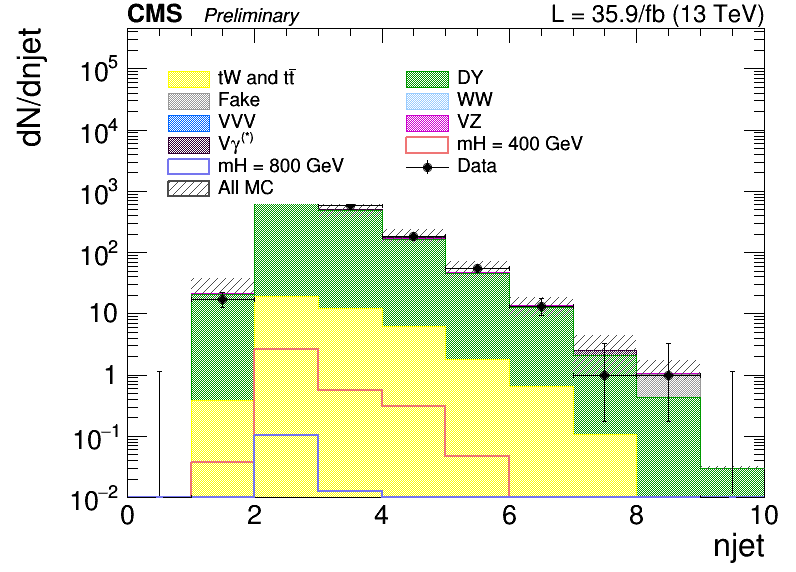 CMS Preliminary L = 35.9/fb (13 TeV)
dN/dnjet
10⁵
10⁴
10³
10²
10
1
10⁻¹
10⁻²
tW and tt̄ DY
Fake WW
VVV VZ
Vγ⁽*⁾ mH = 400 GeV
mH = 800 GeV Data
All MC
0 2 4 6 8 10
njet